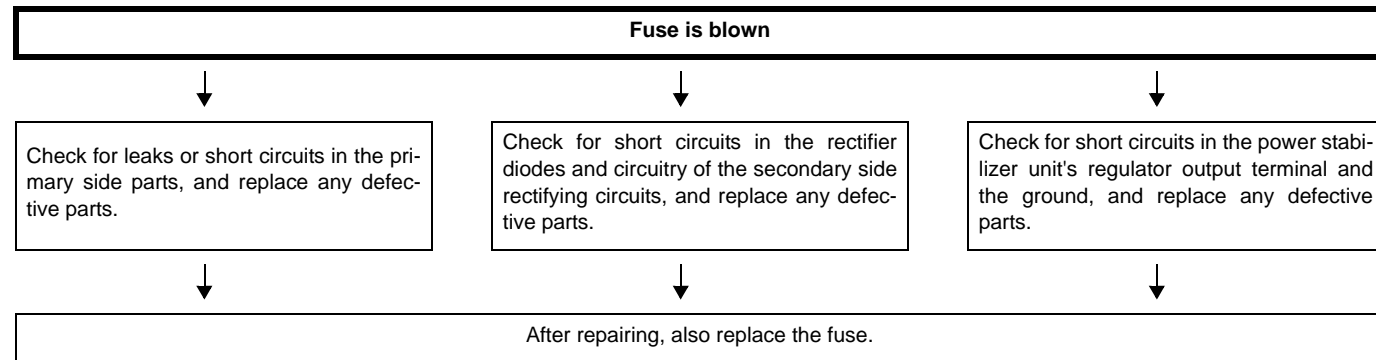 Fuse is blown
Check for leaks or short circuits in the pri-
mary side parts, and replace any defec-
tive parts.
Check for short circuits in the rectifier
diodes and circuitry of the secondary side
rectifying circuits, and replace any defec-
tive parts.
Check for short circuits in the power stabi-
lizer unit's regulator output terminal and
the ground, and replace any defective
parts.
After repairing, also replace the fuse.